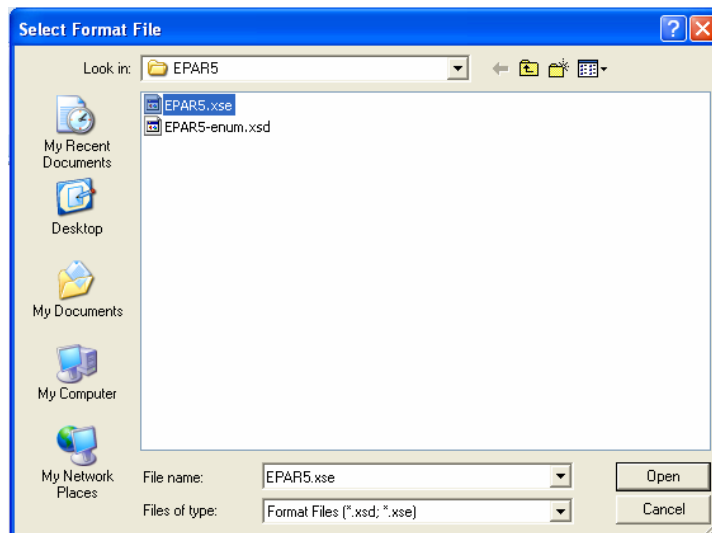 Select Format File
Look in:
EPAR5
EPAR5.xse
EPAR5-enum.xsd
My Recent
Documents
Desktop
My Documents
My Computer
My Network
Places
File name:
EPAR5.xse
Open
Files of type:
Format Files (*.xsd; *.xse)
Cancel